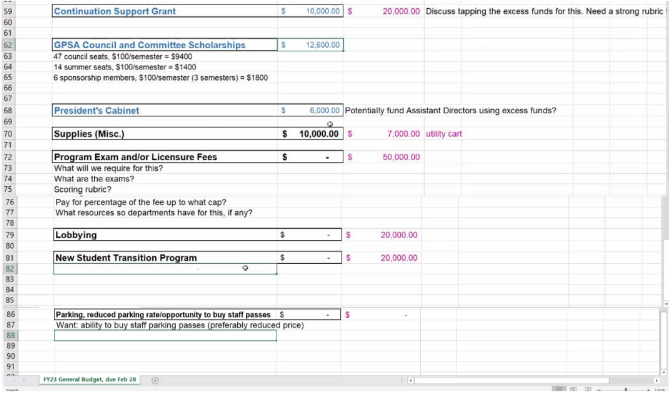 59 Continuation Support Grant $ 10,000.00 $ 20,000.00 Discuss tapping the excess funds for this. Need a strong rubric
60
61
62 GPSA Council and Committee Scholarships $ 12,600.00
63 47 council seats, $100/semester = $9400
64 14 summer seats, $100/semester = $1400
65 6 sponsorship members, $100/semester (3 semesters) = $1800
66
67
68 President's Cabinet $ 6,000.00 Potentially fund Assistant Directors using excess funds?
69
70 Supplies (Misc.) $ 10,000.00 $ 7,000.00 utility cart
71
72 Program Exam and/or Licensure Fees $ - $ 50,000.00
73 What will we require for this?
74 What are the exams?
75 Scoring rubric?
76 Pay for percentage of the fee up to what cap?
77 What resources so departments have for this, if any?
78
79 Lobbying $ - $ 20,000.00
80
81 New Student Transition Program $ - $ 20,000.00
82
83
84
85
86 Parking, reduced parking rate/opportunity to buy staff passes $ - $ -
87 Want: ability to buy staff parking passes (preferably reduced price)
88
89
90
91
FY23 General Budget, due Feb 28